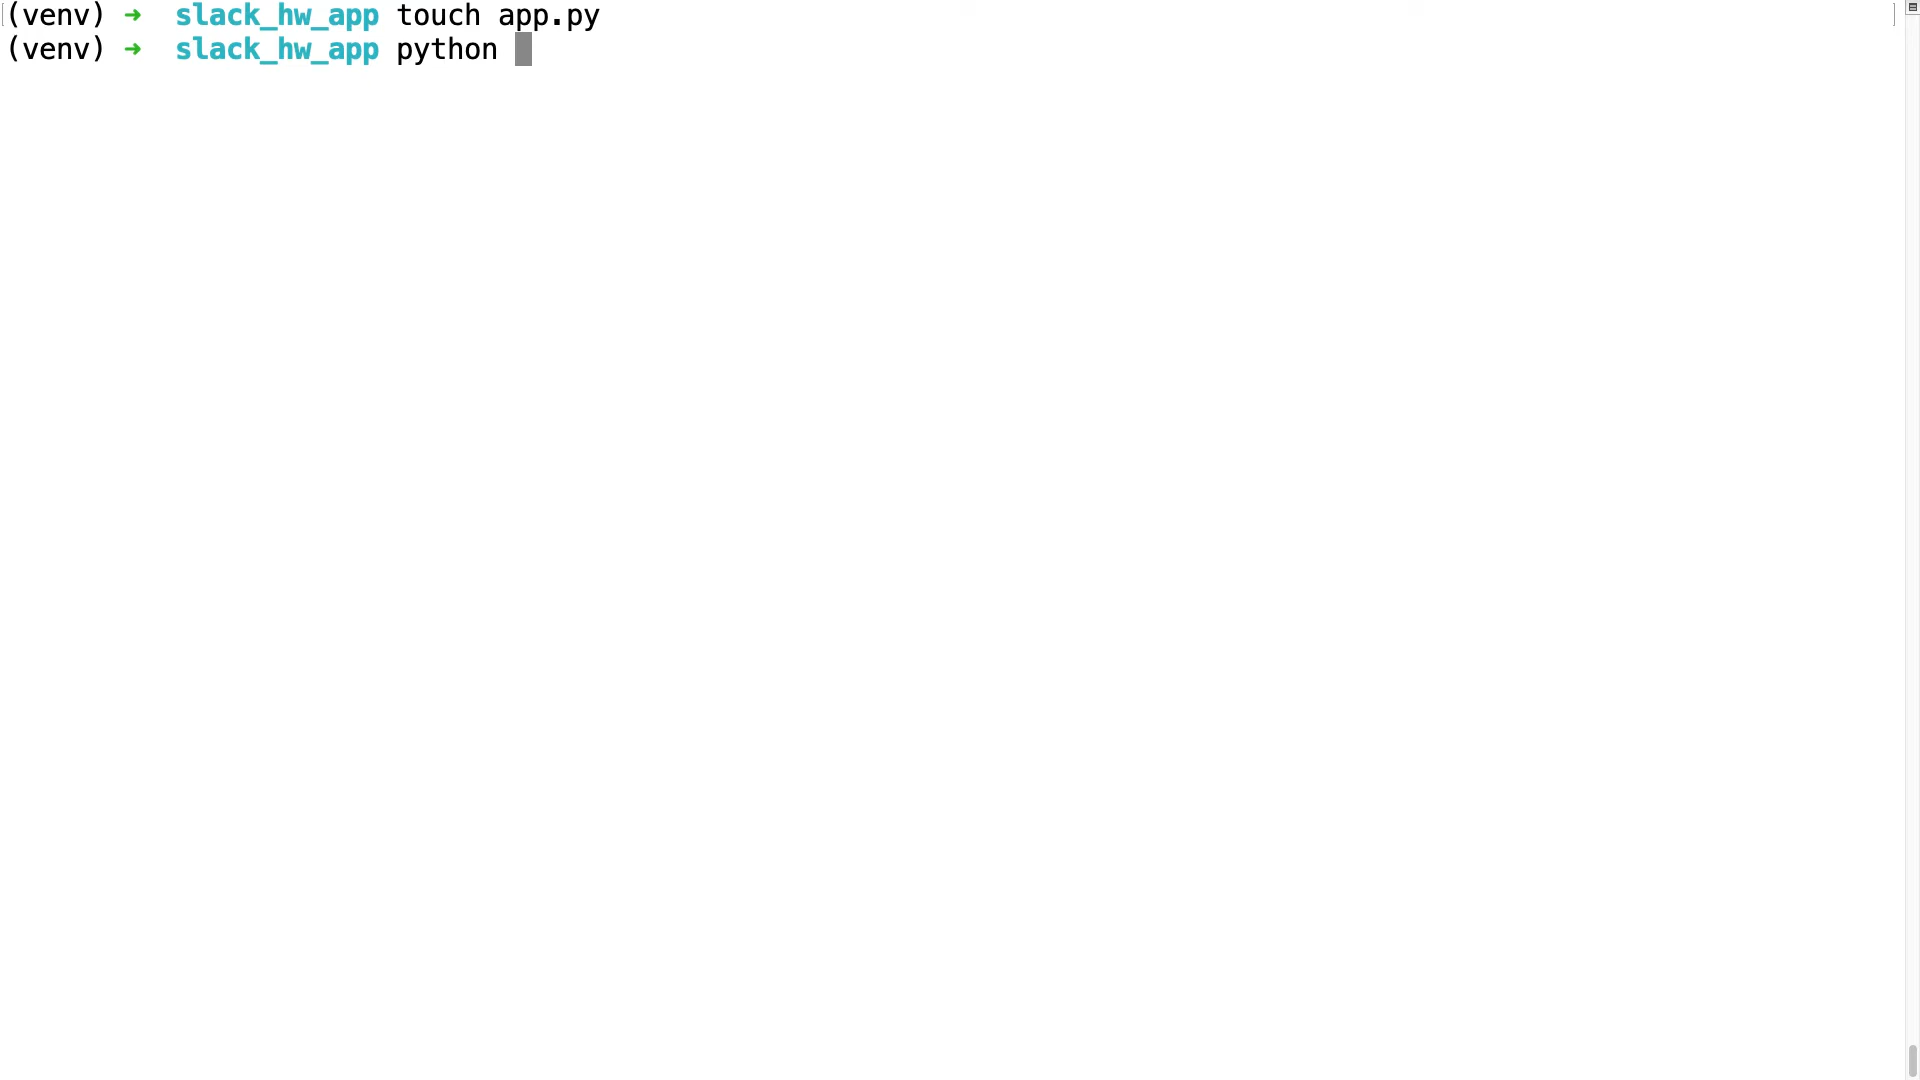 (venv) ➜  slack_hw_app touch app.py
(venv) ➜  slack_hw_app python